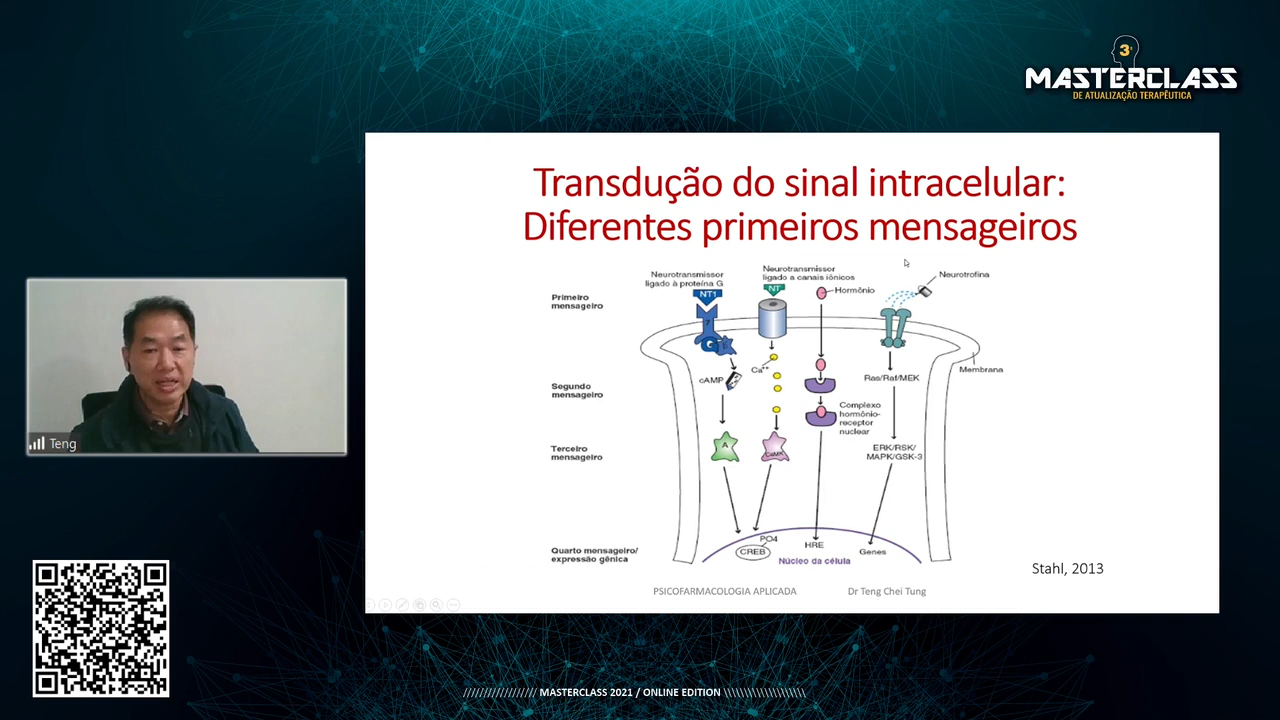 3ª
MASTERCLASS
DE ATUALIZAÇÃO TERAPÊUTICA
Transdução do sinal intracelular:
Diferentes primeiros mensageiros
Neurotransmissor
ligado à proteína G
Neurotransmissor
ligado a canais iônicos
Neurotrofina
Primeiro
mensageiro
NT1
NT
Hormônio
7
G
E
Ca++
cAMP
Ras/Raf/MEK
Membrana
Segundo
mensageiro
Complexo
hormônio-
receptor
nuclear
Terceiro
mensageiro
A
CaMK
ERK/RSK/
MAPK/GSK-3
Quarto mensageiro/
expressão gênica
PO4
CREB
HRE
Genes
Núcleo da célula
Stahl, 2013
PSICOFARMACOLOGIA APLICADA
Dr Teng Chei Tung
Teng
/////////////////// MASTERCLASS 2021 / ONLINE EDITION \\\\\\\\\\\\\\\\\\\